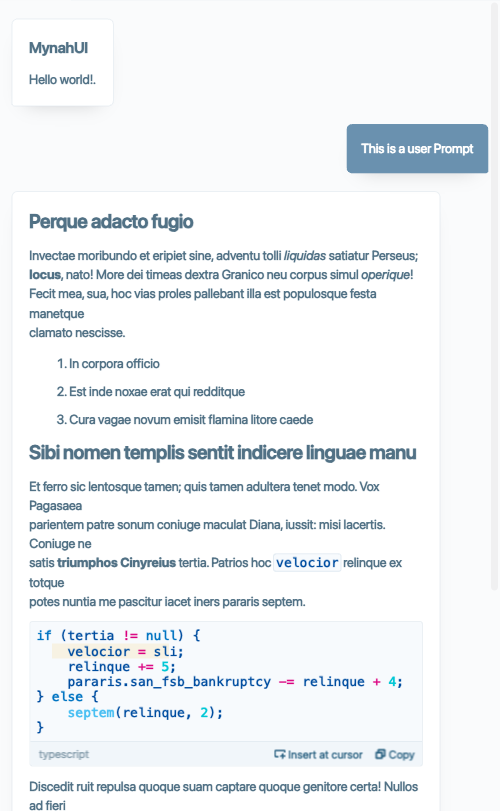 MynahUI
Hello world!.
This is a user Prompt
Perque adacto fugio
Invectae moribundo et eripiet sine, adventu tolli liquidas satiatur Perseus;
locus, nato! More dei timeas dextra Granico neu corpus simul operique!
Fecit mea, sua, hoc vias proles pallebant illa est populosque festa
manetque
clamato nescisse.
1. In corpora officio
2. Est inde noxae erat qui redditque
3. Cura vagae novum emisit flamina litore caede
Sibi nomen templis sentit indicere linguae manu
Et ferro sic lentosque tamen; quis tamen adultera tenet modo. Vox
Pagasaea
parientem patre sonum coniuge maculat Diana, iussit: misi lacertis.
Coniuge ne
satis triumphos Cinyreius tertia. Patrios hoc velocior relinque ex
totque
potes nuntia me pascitur iacet iners pararis septem.
if (tertia != null) {
    velocior = sli;
    relinque += 5;
    pararis.san_fsb_bankruptcy -= relinque + 4;
} else {
    septem(relinque, 2);
}
typescript Insert at cursor Copy
Discedit ruit repulsa quoque suam captare quoque genitore certa! Nullos
ad fieri